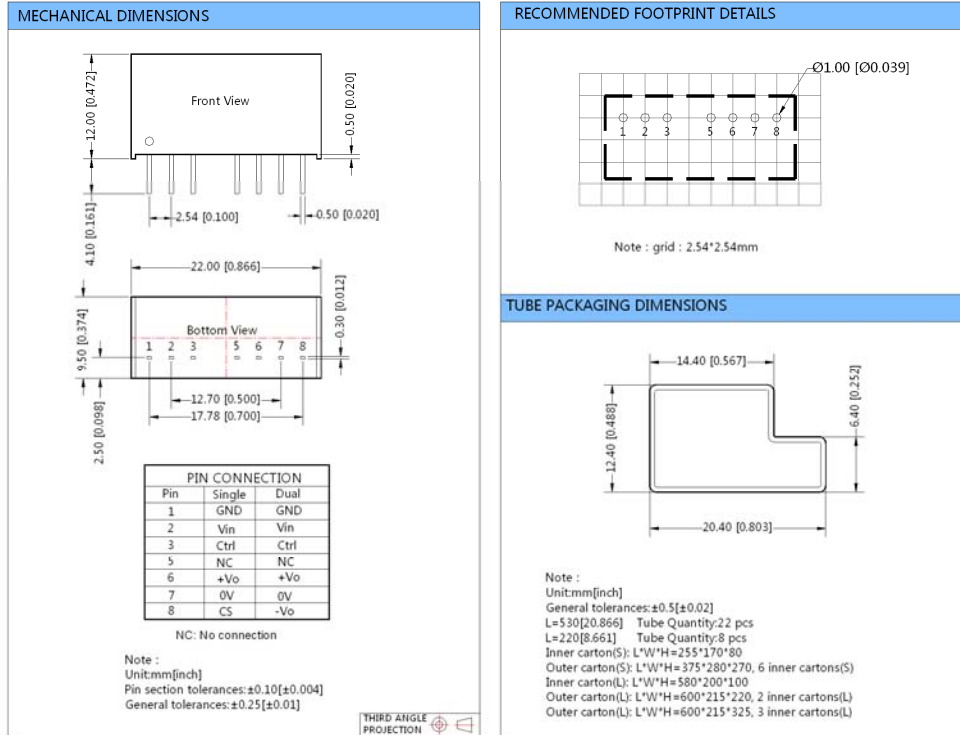 MECHANICAL DIMENSIONS
Front View
12.00 [0.472]
0.50 [0.020]
4.10 [0.161]
2.54 [0.100]
0.50 [0.020]
22.00 [0.866]
9.50 [0.374]
Bottom View
0.30 [0.012]
1 2 3 5 6 7 8
12.70 [0.500]
17.78 [0.700]
2.50 [0.098]
PIN CONNECTION
Pin Single Dual
1 GND GND
2 Vin Vin
3 Ctrl Ctrl
5 NC NC
6 +Vo +Vo
7 0V 0V
8 CS -Vo
NC: No connection
Note :
Unit:mm[inch]
Pin section tolerances:±0.10[±0.004]
General tolerances:±0.25[±0.01]
THIRD ANGLE
PROJECTION
RECOMMENDED FOOTPRINT DETAILS
Ø1.00 [Ø0.039]
1 2 3 5 6 7 8
Note : grid : 2.54*2.54mm
TUBE PACKAGING DIMENSIONS
14.40 [0.567]
12.40 [0.488]
6.40 [0.252]
20.40 [0.803]
Note :
Unit:mm[inch]
General tolerances:±0.5[±0.02]
L=530[20.866] Tube Quantity:22 pcs
L=220[8.661] Tube Quantity:8 pcs
Inner carton(S): L*W*H=255*170*80
Outer carton(S): L*W*H=375*280*270, 6 inner cartons(S)
Inner carton(L): L*W*H=580*200*100
Outer carton(L): L*W*H=600*215*220, 2 inner cartons(L)
Outer carton(L): L*W*H=600*215*325, 3 inner cartons(L)